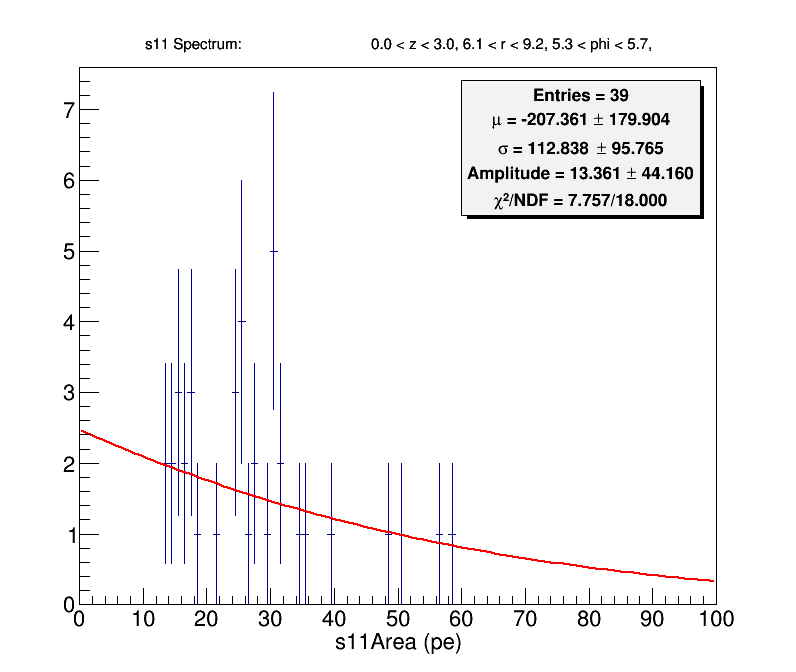 s11 Spectrum: 0.0 < z < 3.0, 6.1 < r < 9.2, 5.3 < phi < 5.7,
Entries = 39
μ = -207.361 ± 179.904
σ = 112.838 ± 95.765
Amplitude = 13.361 ± 44.160
χ²/NDF = 7.757/18.000
7
6
5
4
3
2
1
0
0 10 20 30 40 50 60 70 80 90 100
s11Area (pe)